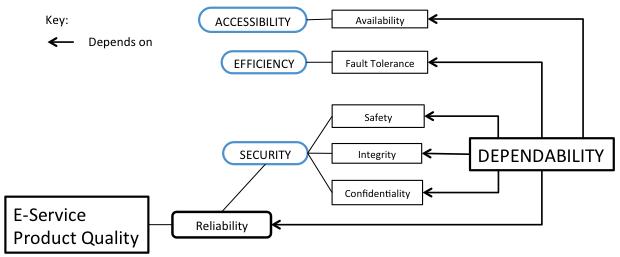 Key:
Depends on
ACCESSIBILITY
Availability
EFFICIENCY
Fault Tolerance
Safety
SECURITY
Integrity
DEPENDABILITY
Confidentiality
E-Service
Product Quality
Reliability